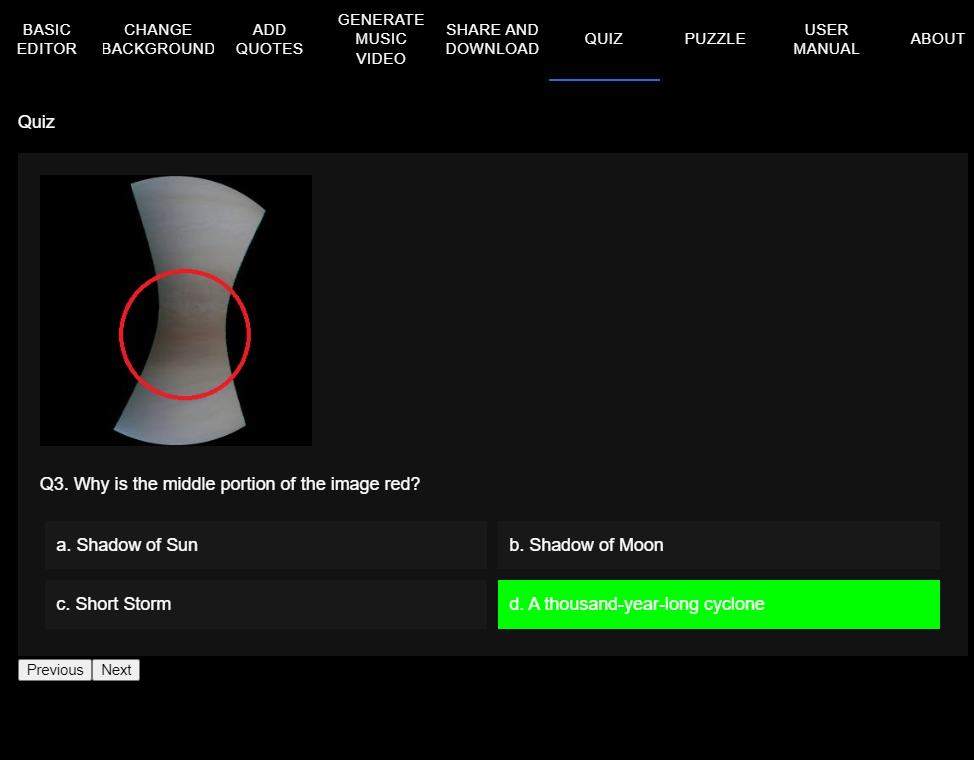 BASIC
EDITOR
CHANGE
BACKGROUND
ADD
QUOTES
GENERATE
MUSIC
VIDEO
SHARE AND
DOWNLOAD
QUIZ
PUZZLE
USER
MANUAL
ABOUT
Quiz
Q3. Why is the middle portion of the image red?
a. Shadow of Sun
b. Shadow of Moon
c. Short Storm
d. A thousand-year-long cyclone
Previous Next